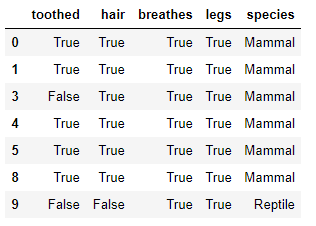 toothed hair breathes legs species
0 True True True True Mammal
1 True True True True Mammal
3 False True True True Mammal
4 True True True True Mammal
5 True True True True Mammal
8 True True True True Mammal
9 False False True True Reptile